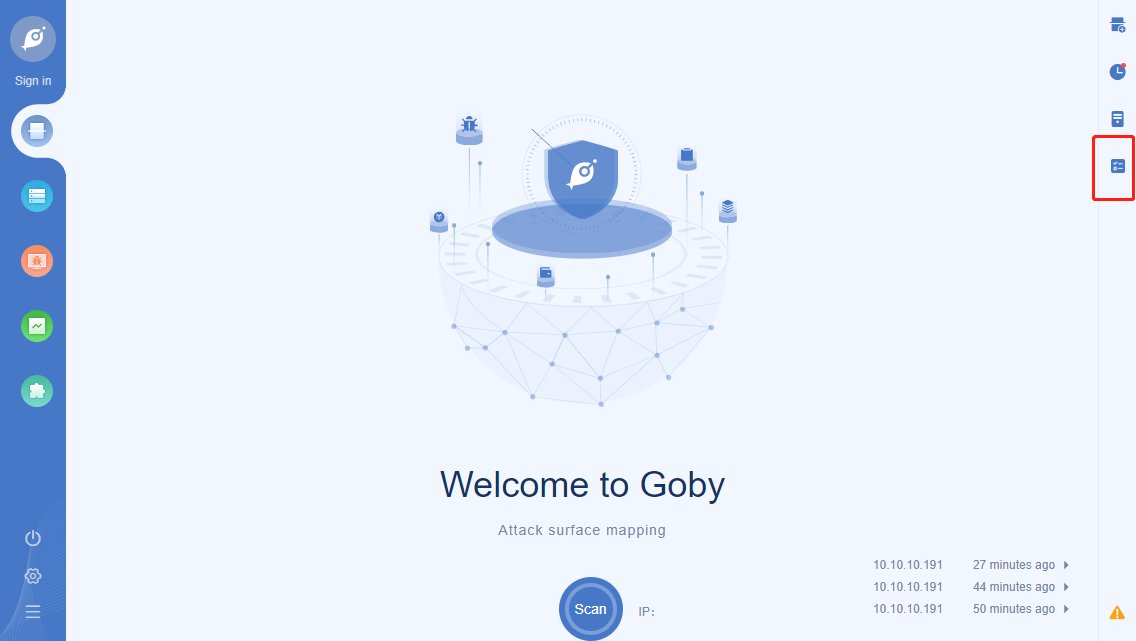 Sign in
Welcome to Goby
Attack surface mapping
Scan
IP:
10.10.10.191 27 minutes ago
10.10.10.191 44 minutes ago
10.10.10.191 50 minutes ago